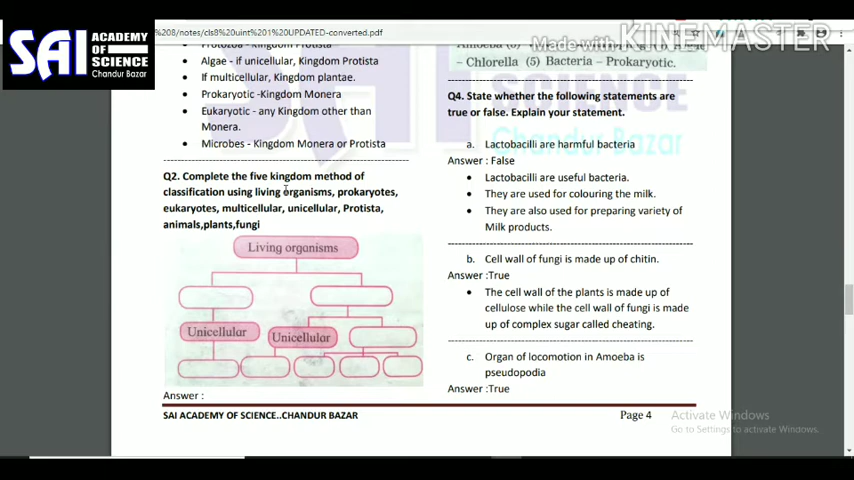 SAI
ACADEMY
OF
SCIENCE
Chandur Bazar
%208/notes/cls8%20uint%201%20UPDATED-converted.pdf
Made with KINEMASTER
Protozoa - Kingdom Protista
Algae - if unicellular, Kingdom Protista
If multicellular, Kingdom plantae.
Prokaryotic -Kingdom Monera
Eukaryotic - any Kingdom other than
Monera.
Microbes - Kingdom Monera or Protista
Q2. Complete the five kingdom method of
classification using living organisms, prokaryotes,
eukaryotes, multicellular, unicellular, Protista,
animals,plants,fungi
Living organisms
Unicellular
Unicellular
Answer :
– Chlorella (5) Bacteria – Prokaryotic.
Q4. State whether the following statements are
true or false. Explain your statement.
a. Lactobacilli are harmful bacteria
Answer : False
Lactobacilli are useful bacteria.
They are used for colouring the milk.
They are also used for preparing variety of
Milk products.
b. Cell wall of fungi is made up of chitin.
Answer :True
The cell wall of the plants is made up of
cellulose while the cell wall of fungi is made
up of complex sugar called cheating.
c. Organ of locomotion in Amoeba is
pseudopodia
Answer :True
SAI ACADEMY OF SCIENCE..CHANDUR BAZAR
Page 4
Activate Windows
Go to Settings to activate Windows.
SAI SCIENCE
Chandur Bazar